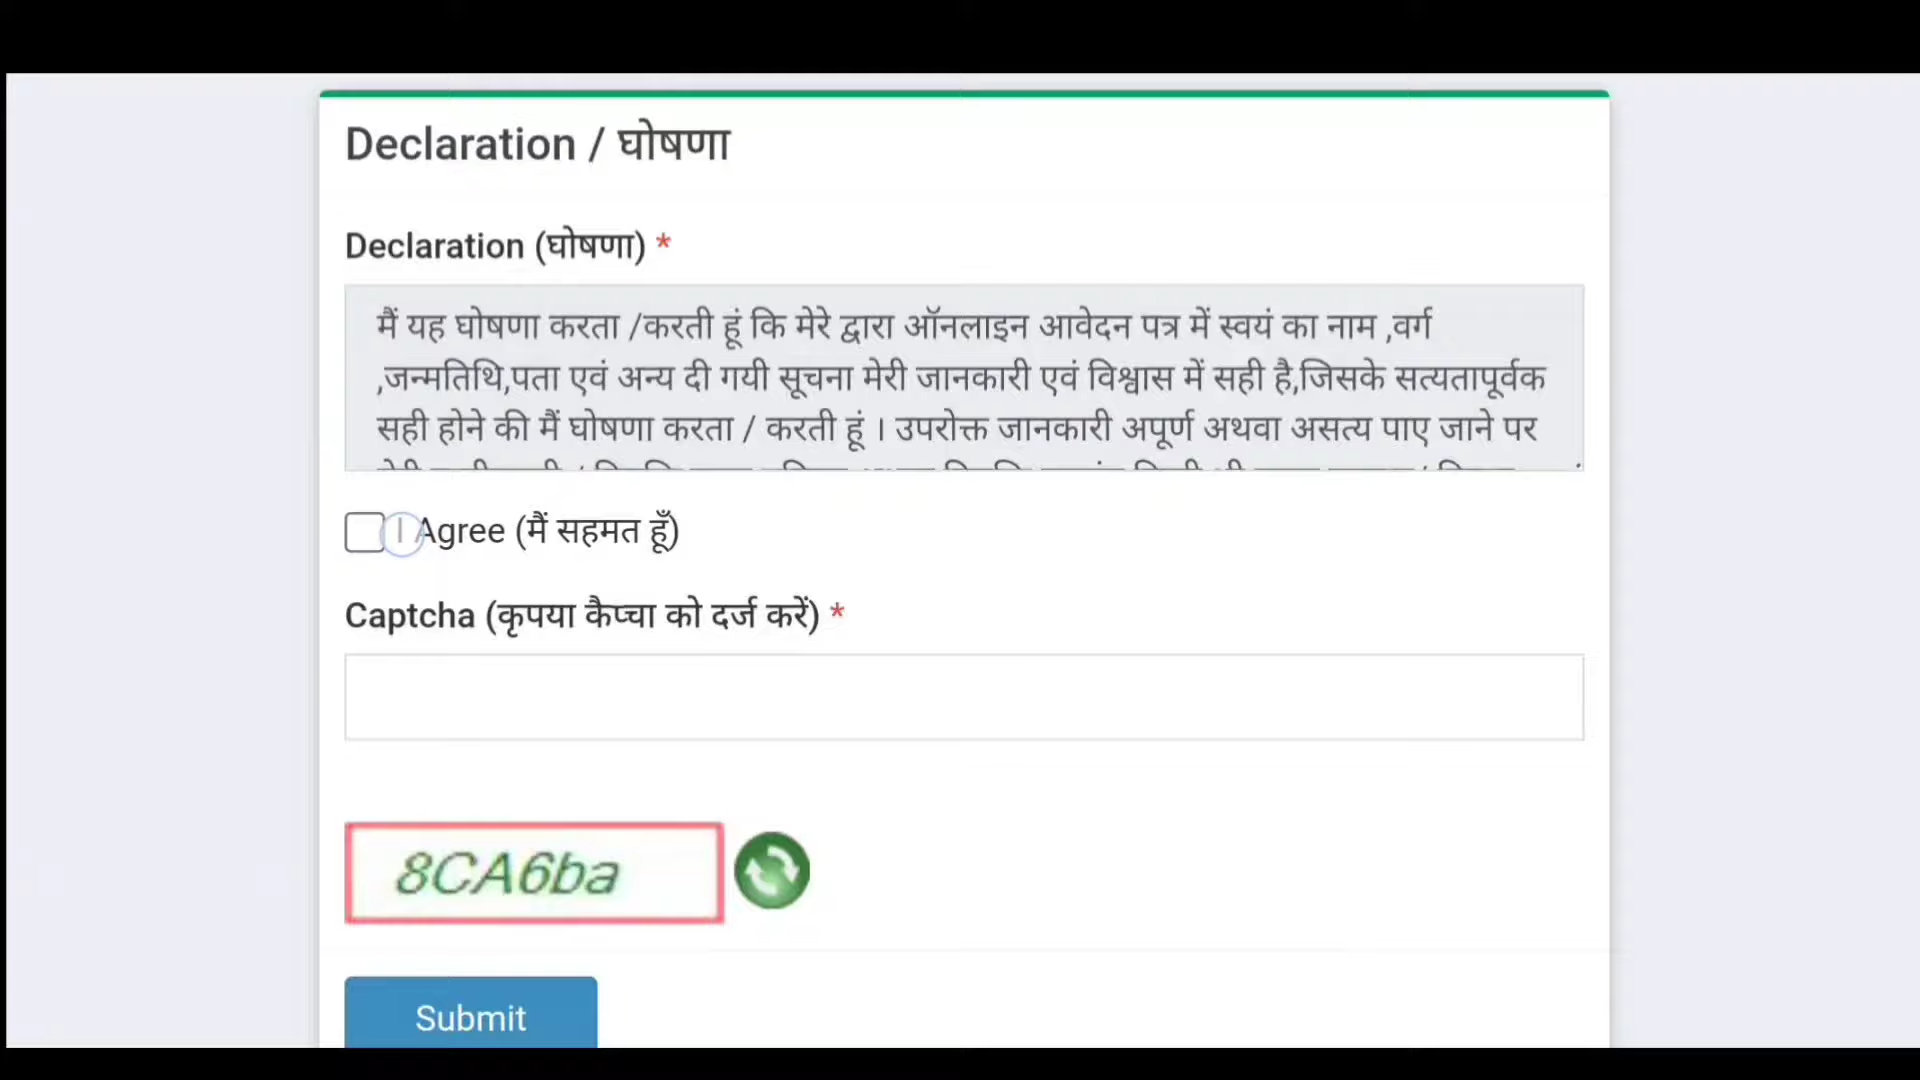 Declaration / घोषणा
Declaration (घोषणा) *
मैं यह घोषणा करता /करती हूं कि मेरे द्वारा ऑनलाइन आवेदन पत्र में स्वयं का नाम ,वर्ग
,जन्मतिथि,पता एवं अन्य दी गयी सूचना मेरी जानकारी एवं विश्वास में सही है,जिसके सत्यतापूर्वक
सही होने की मैं घोषणा करता / करती हूं । उपरोक्त जानकारी अपूर्ण अथवा असत्य पाए जाने पर
I Agree (मैं सहमत हूँ)
Captcha (कृपया कैप्चा को दर्ज करें) *
8CA6ba
Submit